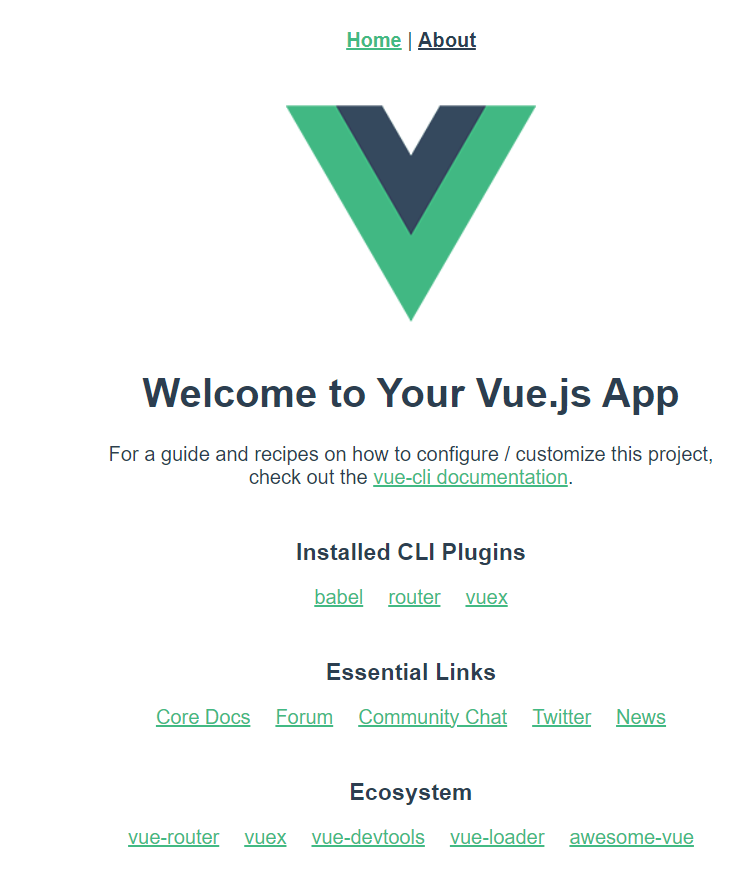 Home | About
Welcome to Your Vue.js App
For a guide and recipes on how to configure / customize this project,
check out the vue-cli documentation.
Installed CLI Plugins
babel router vuex
Essential Links
Core Docs Forum Community Chat Twitter News
Ecosystem
vue-router vuex vue-devtools vue-loader awesome-vue